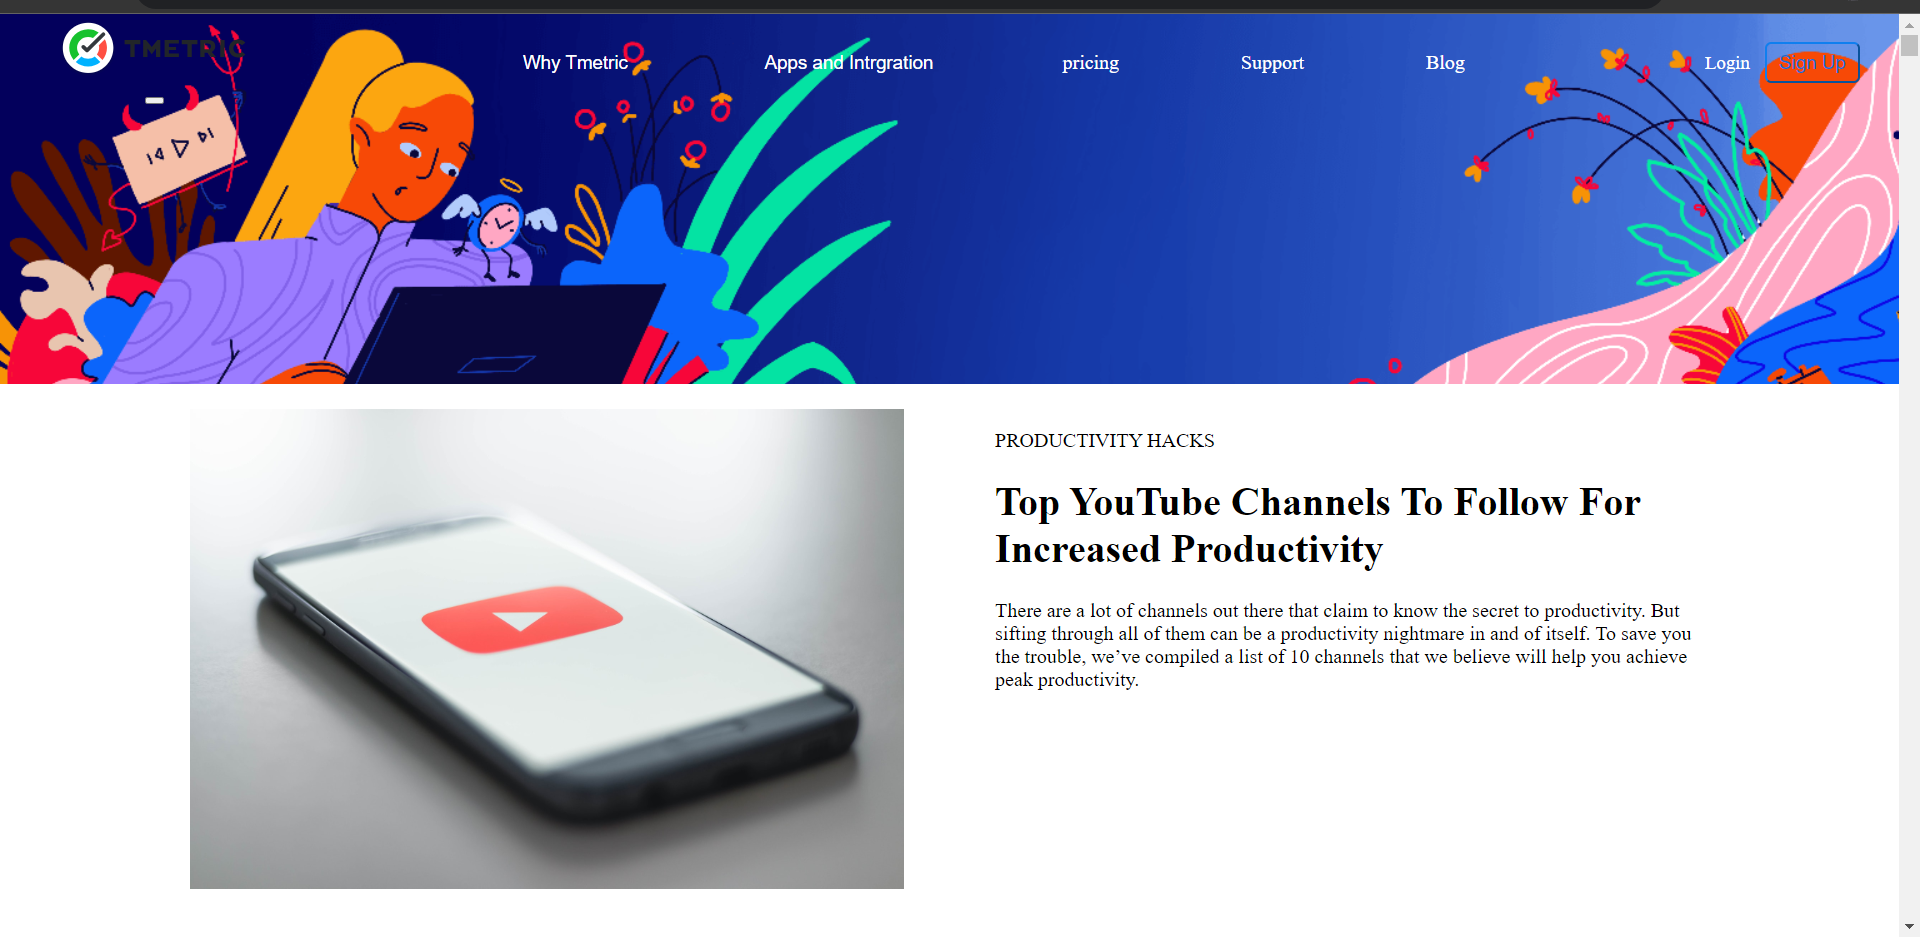 TMETRIC
Why Tmetric
Apps and Intrgration
pricing
Support
Blog
Login
Sign Up
PRODUCTIVITY HACKS
Top YouTube Channels To Follow For
Increased Productivity
There are a lot of channels out there that claim to know the secret to productivity. But
sifting through all of them can be a productivity nightmare in and of itself. To save you
the trouble, we’ve compiled a list of 10 channels that we believe will help you achieve
peak productivity.